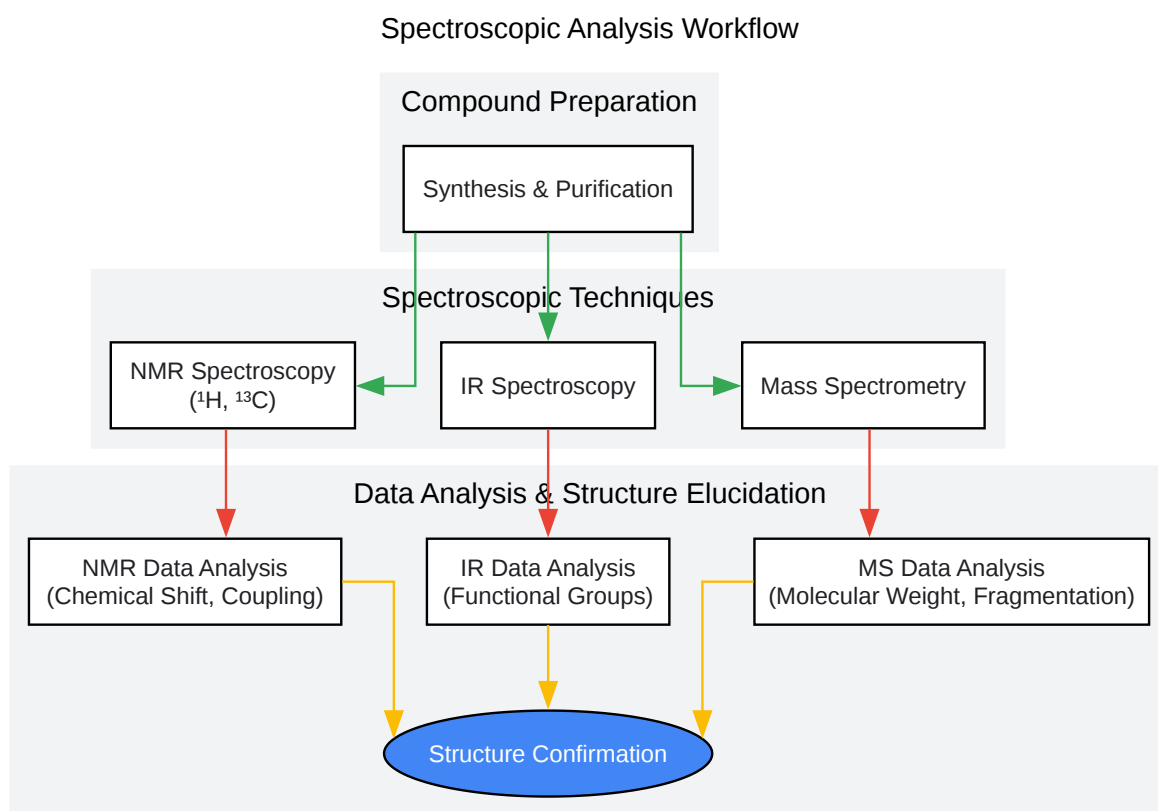 Spectroscopic Analysis Workflow
Compound Preparation
Synthesis & Purification
Spectroscopic Techniques
NMR Spectroscopy
(¹H, ¹³C)
IR Spectroscopy
Mass Spectrometry
Data Analysis & Structure Elucidation
NMR Data Analysis
(Chemical Shift, Coupling)
IR Data Analysis
(Functional Groups)
MS Data Analysis
(Molecular Weight, Fragmentation)
Structure Confirmation